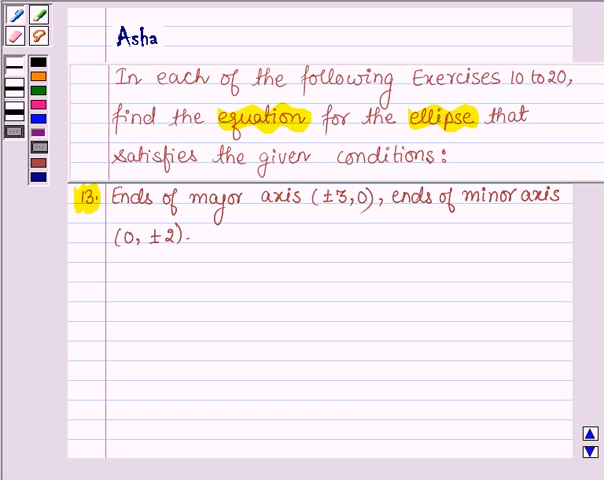 Asha
In each of the following Exercises 10 to 20,
find the equation for the ellipse that
satisfies the given conditions:
13. Ends of major axis (±3,0), ends of minor axis
(0, ±2).